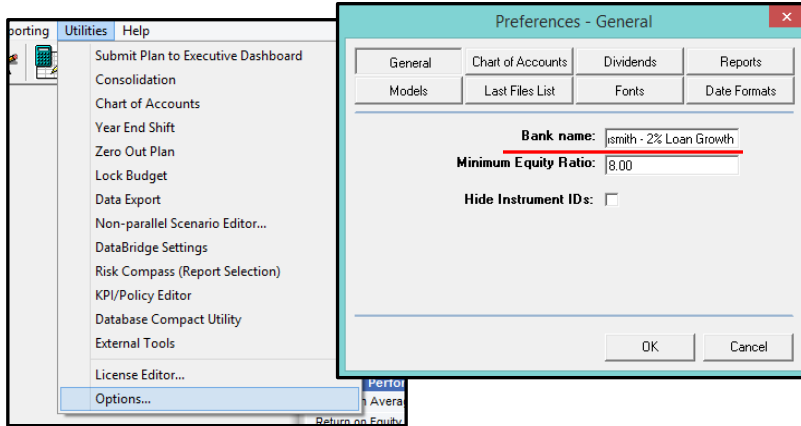 porting Utilities Help
Submit Plan to Executive Dashboard
Consolidation
Chart of Accounts
Year End Shift
Zero Out Plan
Lock Budget
Data Export
Non-parallel Scenario Editor...
DataBridge Settings
Risk Compass (Report Selection)
KPI/Policy Editor
Database Compact Utility
External Tools
License Editor...
Options...
Perfor
n Avera
Return on Equity
Preferences - General
×
General Chart of Accounts Dividends Reports
Models Last Files List Fonts Date Formats
Bank name: smith - 2% Loan Growth
Minimum Equity Ratio: 8.00
Hide Instrument IDs:
OK Cancel